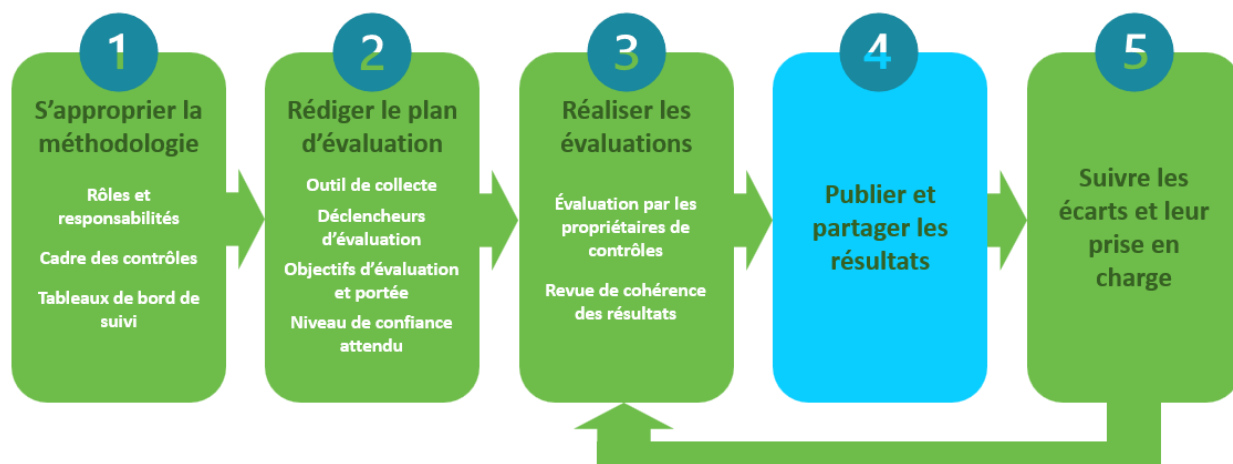 1
S’approprier la
méthodologie
Rôles et
responsabilités
Cadre des contrôles
Tableaux de bord de
suivi
2
Rédiger le plan
d’évaluation
Outil de collecte
Déclencheurs
d’évaluation
Objectifs d’évaluation
et portée
Niveau de confiance
attendu
3
Réaliser les
évaluations
Évaluation par les
propriétaires de
contrôles
Revue de cohérence
des résultats
4
Publier et
partager les
résultats
5
Suivre les
écarts et leur
prise en
charge